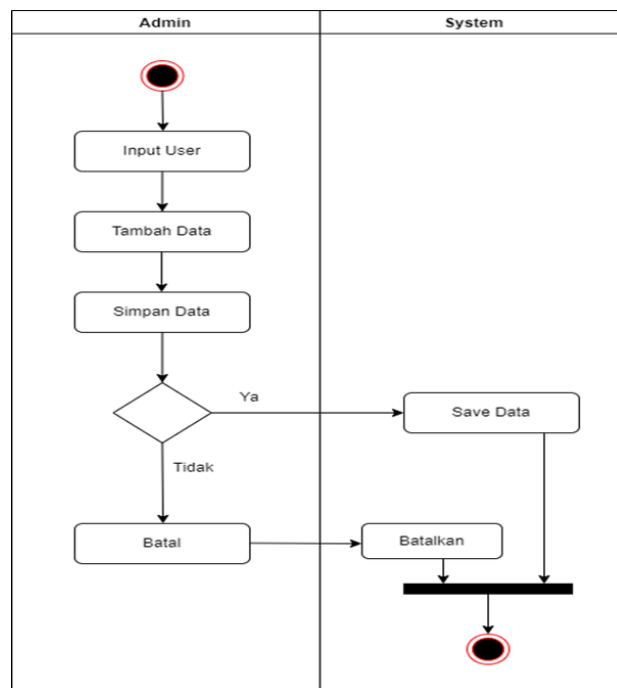 Admin
System
Input User
Tambah Data
Simpan Data
Ya
Save Data
Tidak
Batal
Batalkan